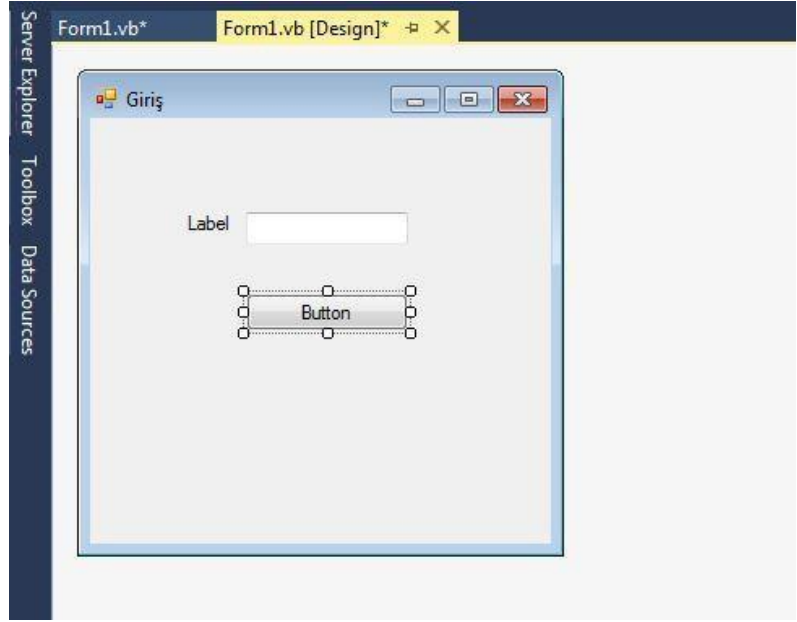 Form1.vb*
Form1.vb [Design]*
Server Explorer
Toolbox
Data Sources
Giriş
Label
Button